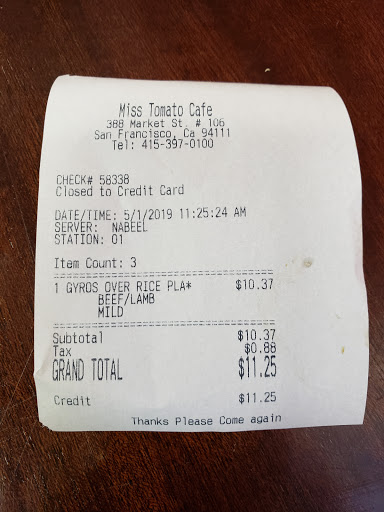 Miss Tomato Cafe
388 Market St. # 106
San Francisco, Ca 94111
Tel: 415-397-0100
CHECK# 58338
Closed to Credit Card
DATE/TIME: 5/1/2019 11:25:24 AM
SERVER: NABEEL
STATION: 01
Item Count: 3
1 GYROS OVER RICE PLA* $10.37
BEEF/LAMB
MILD
Subtotal $10.37
Tax $0.88
GRAND TOTAL $11.25
Credit $11.25
Thanks Please Come again